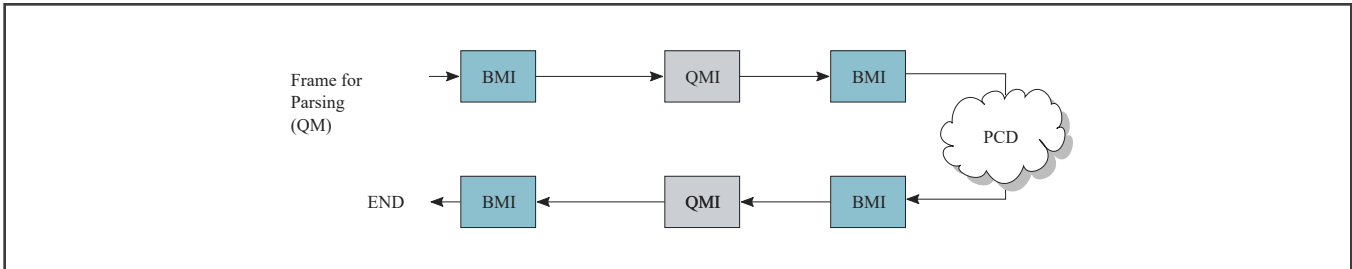 Frame for
Parsing
(QM)
BMI
QMI
BMI
PCD
END
BMI
QMI
BMI